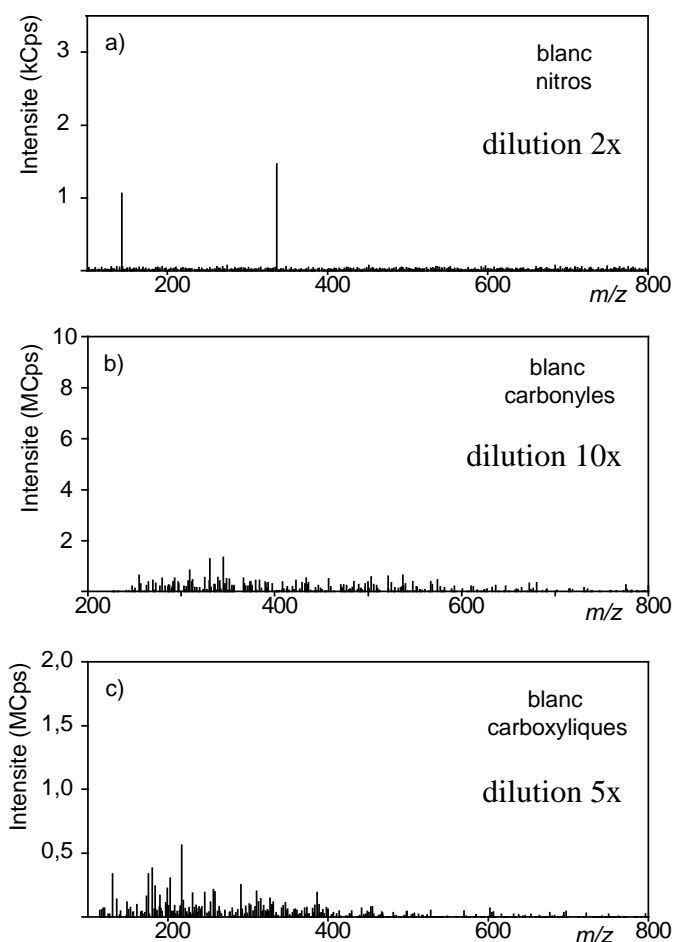 a)
blanc
nitros
dilution 2x
Intensite (kCps)
3
2
1
200
400
600
800
m/z
b)
blanc
carbonyles
dilution 10x
Intensite (MCps)
10
8
6
4
2
200
400
600
800
m/z
c)
blanc
carboxyliques
dilution 5x
Intensite (MCps)
2,0
1,5
1,0
0,5
200
400
600
800
m/z